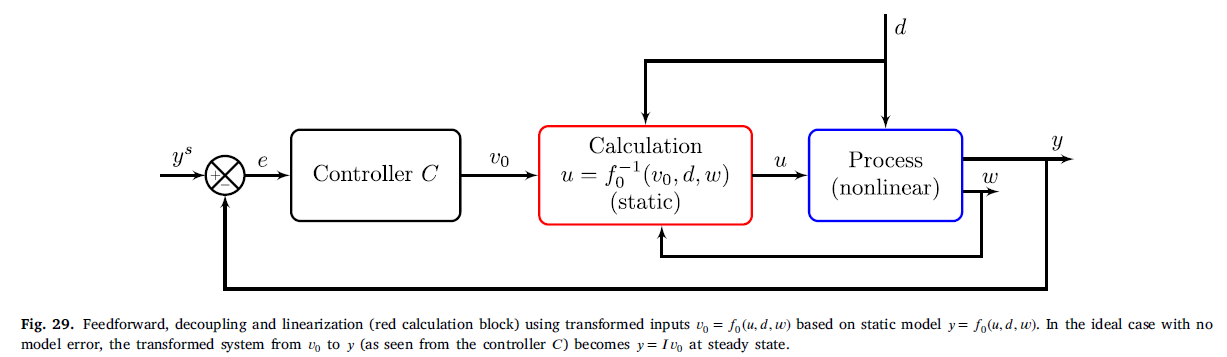 d
y^s
+
−
e
Controller C
v_0
Calculation
u = f_0^{-1}(v_0, d, w)
(static)
u
Process
(nonlinear)
y
w
Fig. 29. Feedforward, decoupling and linearization (red calculation block) using transformed inputs v_0 = f_0(u, d, w) based on static model y = f_0(u, d, w). In the ideal case with no
model error, the transformed system from v_0 to y (as seen from the controller C) becomes y = I v_0 at steady state.